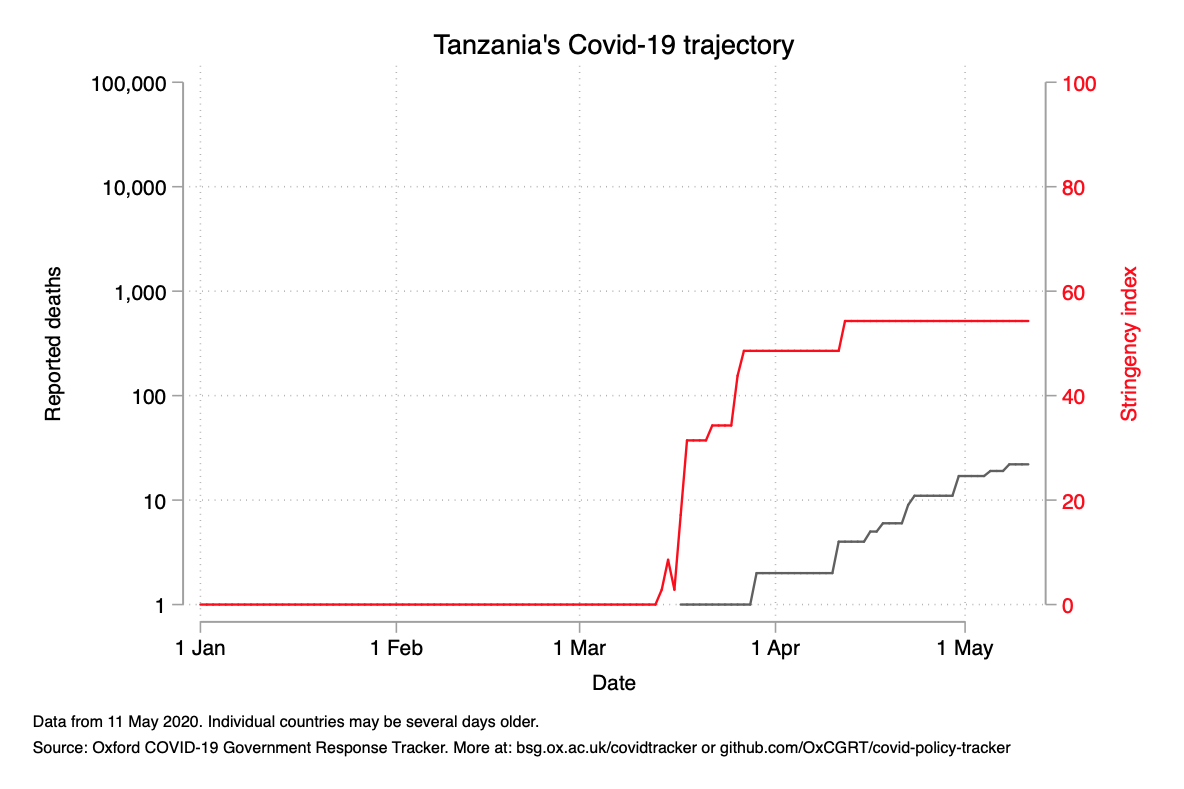 Tanzania's Covid-19 trajectory
100,000
10,000
1,000
100
10
1
Reported deaths
100
80
60
40
20
0
Stringency index
1 Jan
1 Feb
1 Mar
1 Apr
1 May
Date
Data from 11 May 2020. Individual countries may be several days older.
Source: Oxford COVID-19 Government Response Tracker. More at: bsg.ox.ac.uk/covidtracker or github.com/OxCGRT/covid-policy-tracker